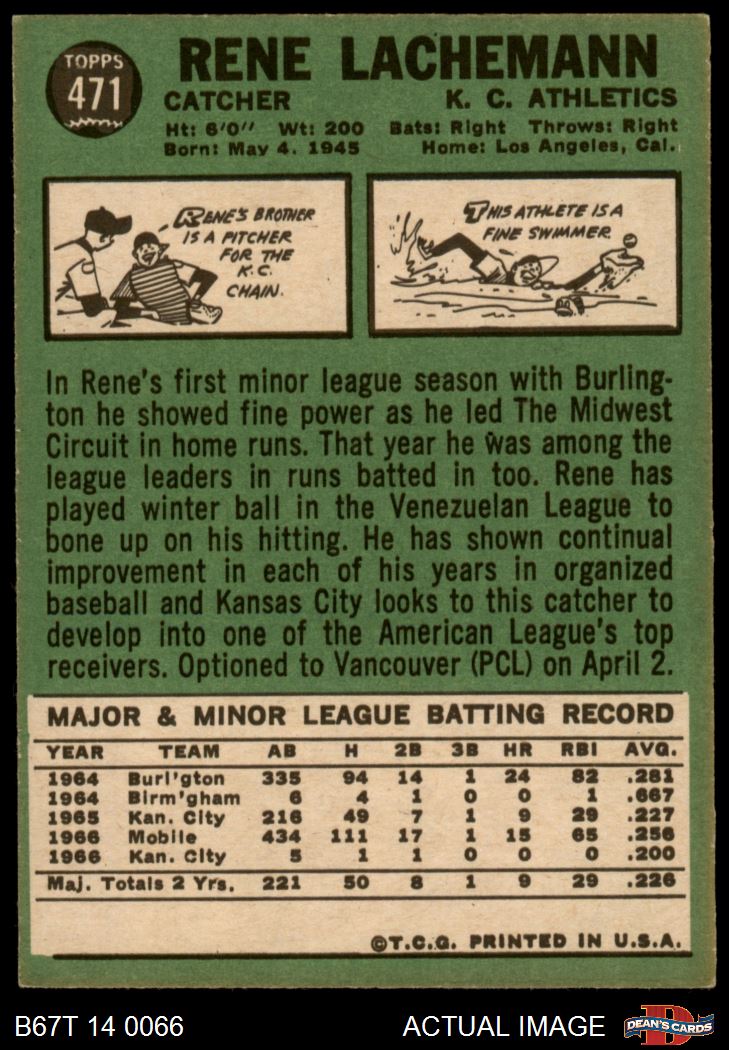 TOPPS
471
RENE LACHEMANN
CATCHER K. C. ATHLETICS
Ht: 6'0" Wt: 200 Bats: Right Throws: Right
Born: May 4, 1945 Home: Los Angeles, Cal.
RENE'S BROTHER
IS A PITCHER
FOR THE
K.C.
CHAIN.
THIS ATHLETE IS A
FINE SWIMMER.
In Rene's first minor league season with Burling-
ton he showed fine power as he led The Midwest
Circuit in home runs. That year he was among the
league leaders in runs batted in too. Rene has
played winter ball in the Venezuelan League to
bone up on his hitting. He has shown continual
improvement in each of his years in organized
baseball and Kansas City looks to this catcher to
develop into one of the American League's top
receivers. Optioned to Vancouver (PCL) on April 2.
MAJOR & MINOR LEAGUE BATTING RECORD
YEAR TEAM AB H 2B 3B HR RBI AVG.
1964 Burl'gton 335 94 14 1 24 82 .281
1964 Birm'gham 6 4 1 0 0 1 .667
1965 Kan. City 216 49 7 1 9 29 .227
1966 Mobile 434 111 17 1 15 65 .256
1966 Kan. City 5 1 1 0 0 0 .200
Maj. Totals 2 Yrs. 221 50 8 1 9 29 .226
©T.C.G. PRINTED IN U.S.A.
B67T 14 0066 ACTUAL IMAGE DEAN'S CARDS